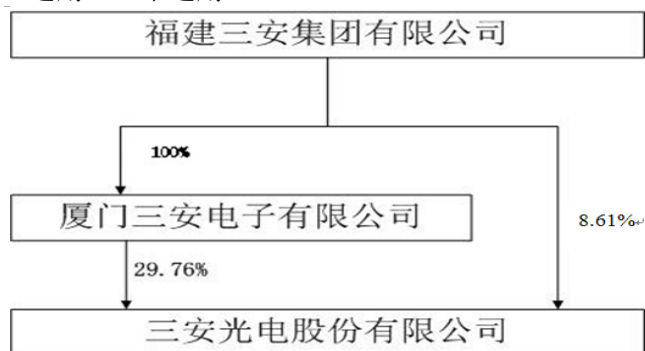 福建三安集团有限公司
100%
厦门三安电子有限公司
8.61%
29.76%
三安光电股份有限公司